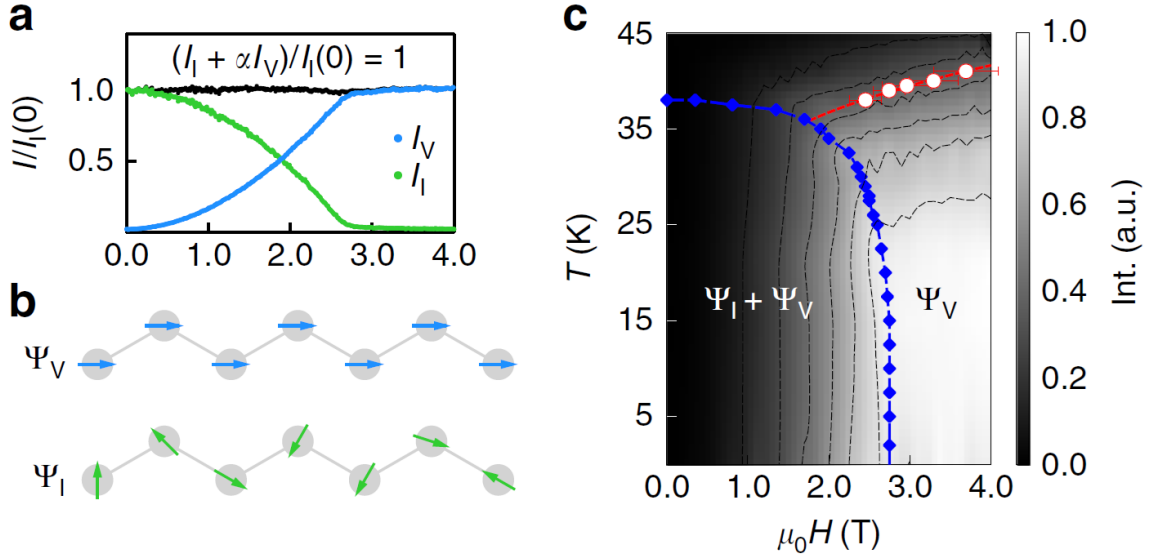 a
(I_I + αI_V)/I_I(0) = 1
I/I_I(0)
1.0
0.5
I_V
I_I
0.0 1.0 2.0 3.0 4.0
b
Ψ_V
Ψ_I
c
T (K)
45
35
25
15
5
Ψ_I + Ψ_V
Ψ_V
0.0 1.0 2.0 3.0 4.0
μ₀H (T)
1.0
0.8
0.6
0.4
0.2
0.0
Int. (a.u.)